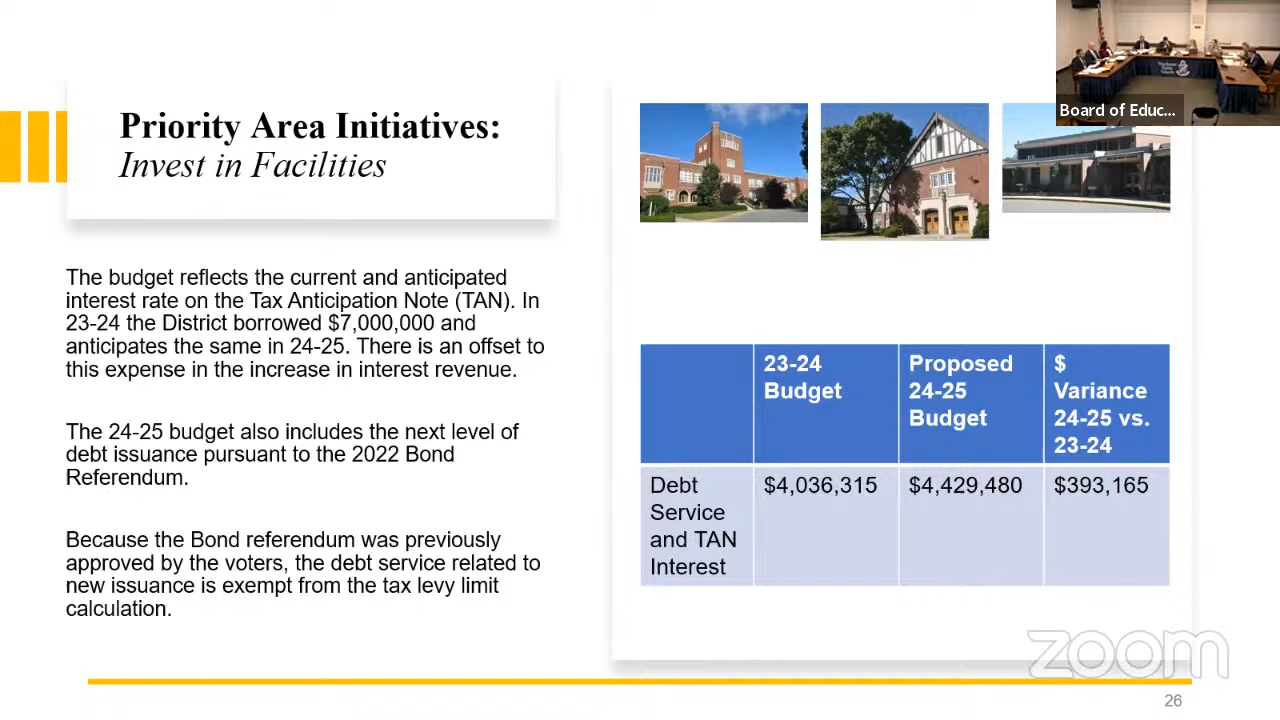 Priority Area Initiatives:
Invest in Facilities
The budget reflects the current and anticipated
interest rate on the Tax Anticipation Note (TAN). In
23-24 the District borrowed $7,000,000 and
anticipates the same in 24-25. There is an offset to
this expense in the increase in interest revenue.
The 24-25 budget also includes the next level of
debt issuance pursuant to the 2022 Bond
Referendum.
Because the Bond referendum was previously
approved by the voters, the debt service related to
new issuance is exempt from the tax levy limit
calculation.
Board of Educ...
23-24
Budget
Proposed
24-25
Budget
$
Variance
24-25 vs.
23-24
Debt
Service
and TAN
Interest
$4,036,315
$4,429,480
$393,165
zoom
26